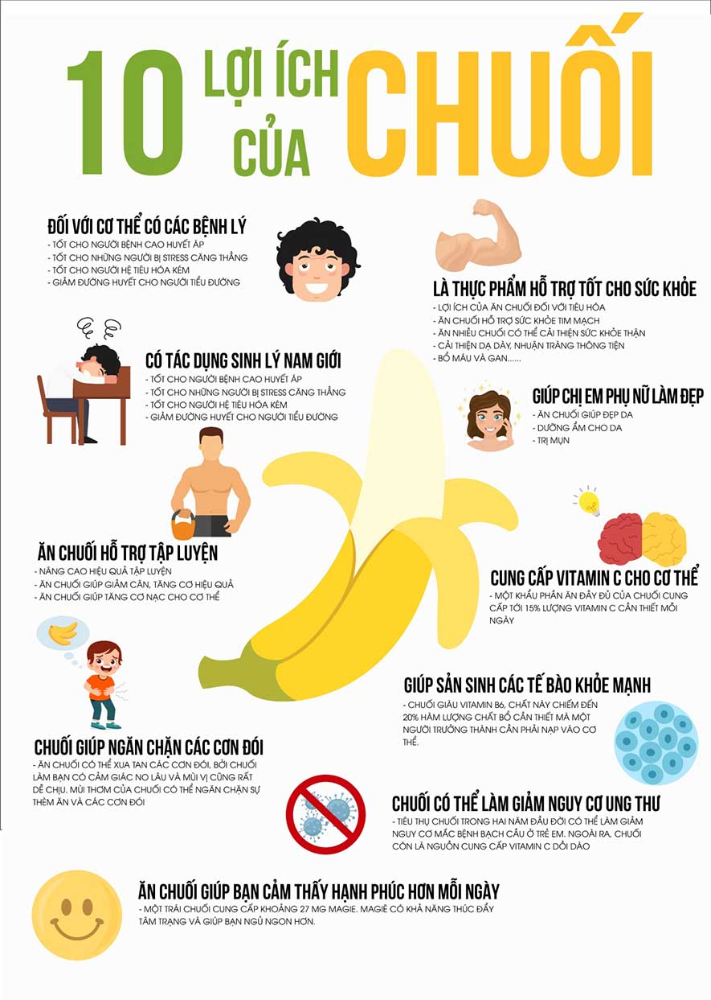 10 LỢI ÍCH CỦA CHUỐI
ĐỐI VỚI CƠ THỂ CÓ CÁC BỆNH LÝ
- TỐT CHO NGƯỜI BỆNH CAO HUYẾT ÁP
- TỐT CHO NHỮNG NGƯỜI BỊ STRESS CĂNG THẲNG
- TỐT CHO NGƯỜI HỆ TIÊU HÓA KÉM
- GIẢM ĐƯỜNG HUYẾT CHO NGƯỜI TIỂU ĐƯỜNG
LÀ THỰC PHẨM HỖ TRỢ TỐT CHO SỨC KHỎE
- LỢI ÍCH CỦA ĂN CHUỐI ĐỐI VỚI TIÊU HÓA
- ĂN CHUỐI HỖ TRỢ SỨC KHỎE TIM MẠCH
- ĂN NHIỀU CHUỐI CÓ THỂ CẢI THIỆN SỨC KHỎE THẬN
- CẢI THIỆN DẠ DÀY, NHUẬN TRÀNG THÔNG TIỆN
- BỔ MÁU VÀ GAN......
CÓ TÁC DỤNG SINH LÝ NAM GIỚI
- TỐT CHO NGƯỜI BỆNH CAO HUYẾT ÁP
- TỐT CHO NHỮNG NGƯỜI BỊ STRESS CĂNG THẲNG
- TỐT CHO NGƯỜI HỆ TIÊU HÓA KÉM
- GIẢM ĐƯỜNG HUYẾT CHO NGƯỜI TIỂU ĐƯỜNG
GIÚP CHỊ EM PHỤ NỮ LÀM ĐẸP
- ĂN CHUỐI GIÚP ĐẸP DA
- DƯỠNG ẨM CHO DA
- TRỊ MỤN
ĂN CHUỐI HỖ TRỢ TẬP LUYỆN
- NÂNG CAO HIỆU QUẢ TẬP LUYỆN
- ĂN CHUỐI GIÚP GIẢM CÂN, TĂNG CƠ HIỆU QUẢ
- ĂN CHUỐI GIÚP TĂNG CƠ NẠC CHO CƠ THỂ
CUNG CẤP VITAMIN C CHO CƠ THỂ
- MỘT KHẨU PHẦN ĂN ĐẦY ĐỦ CỦA CHUỐI CUNG
CẤP TỚI 15% LƯỢNG VITAMIN C CẦN THIẾT MỖI
NGÀY
GIÚP SẢN SINH CÁC TẾ BÀO KHỎE MẠNH
- CHUỐI GIÀU VITAMIN B6, CHẤT NÀY CHIẾM ĐẾN
20% HÀM LƯỢNG CHẤT BỔ CẦN THIẾT MÀ MỘT
NGƯỜI TRƯỞNG THÀNH CẦN PHẢI NẠP VÀO CƠ
THỂ.
CHUỐI GIÚP NGĂN CHẶN CÁC CƠN ĐÓI
- ĂN CHUỐI CÓ THỂ XUA TAN CÁC CƠN ĐÓI, BỞI CHUỐI
LÀM BẠN CÓ CẢM GIÁC NO LÂU VÀ MÙI VỊ CŨNG RẤT
DỄ CHỊU. MÙI THƠM CỦA CHUỐI CÓ THỂ NGĂN CHẶN SỰ
THÈM ĂN VÀ CÁC CƠN ĐÓI
CHUỐI CÓ THỂ LÀM GIẢM NGUY CƠ UNG THƯ
- TIÊU THỤ CHUỐI TRONG HAI NĂM ĐẦU ĐỜI CÓ THỂ LÀM GIẢM
NGUY CƠ MẮC BỆNH BẠCH CẦU Ở TRẺ EM. NGOÀI RA, CHUỐI
CÒN LÀ NGUỒN CUNG CẤP VITAMIN C DỒI DÀO
ĂN CHUỐI GIÚP BẠN CẢM THẤY HẠNH PHÚC HƠN MỖI NGÀY
- MỘT TRÁI CHUỐI CUNG CẤP KHOẢNG 27 MG MAGIE. MAGIÊ CÓ KHẢ NĂNG THÚC ĐẨY
TÂM TRẠNG VÀ GIÚP BẠN NGỦ NGON HƠN.